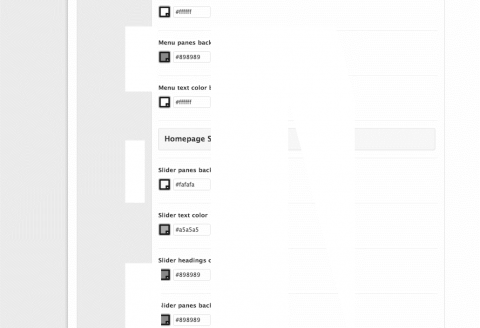 #ffffff
Menu panes back
#898989
Menu text color
#ffffff
Homepage S
Slider panes back
#fafafa
Slider text color
#a5a5a5
Slider headings c
#898989
Slider panes back
#898989